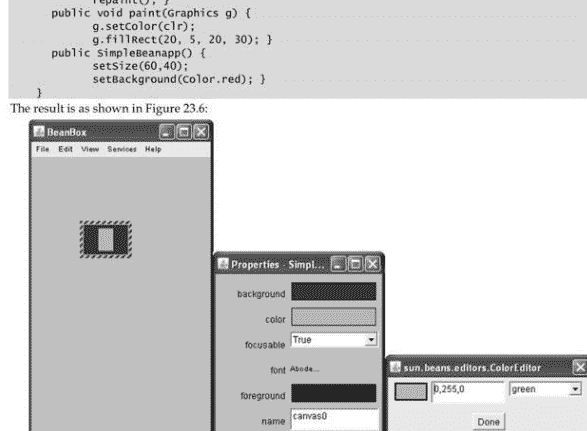 repaint(); }
public void paint(Graphics g) {
g.setColor(clr);
g.fillRect(20, 5, 20, 30); }
public SimpleBeanapp() {
setSize(60,40);
setBackground(Color.red); }
}
The result is as shown in Figure 23.6:
BeanBox
File Edit View Services Help
Properties - Simpl...
background
color
focusable True
font Abcde...
foreground
name canvas0
sun.beans.editors.ColorEditor
0,255,0 green
Done